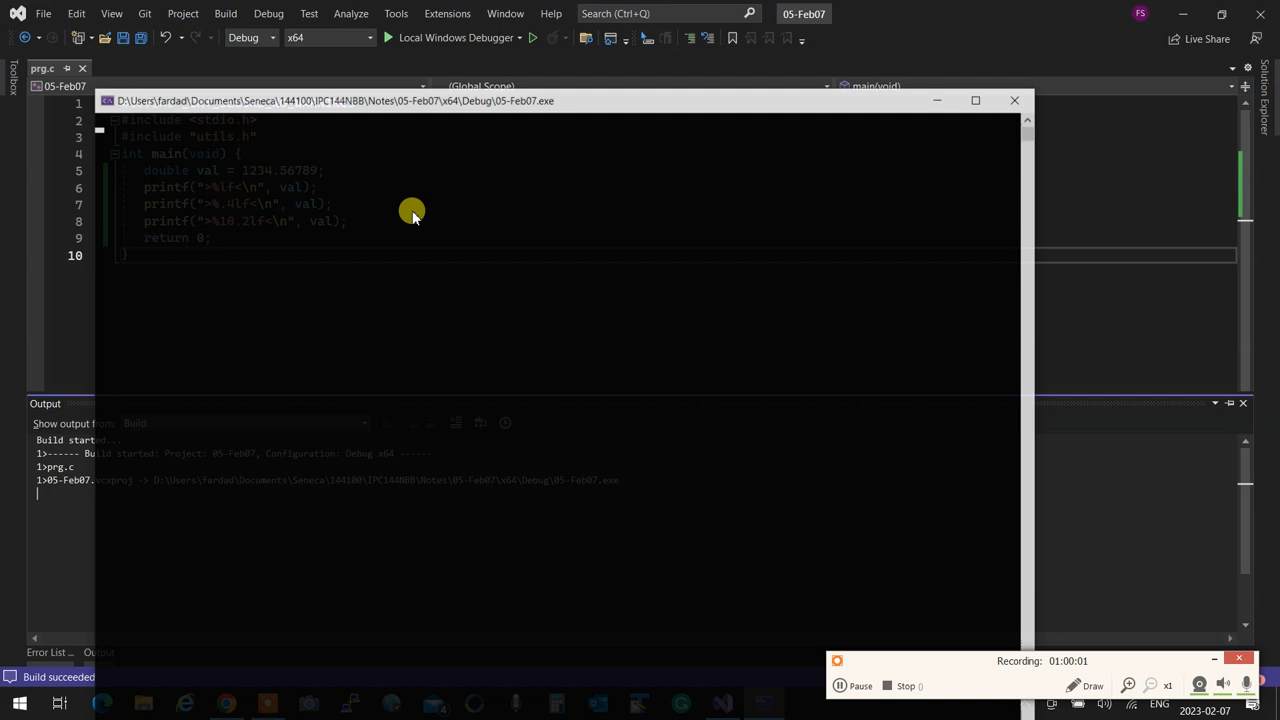 File Edit View Git Project Build Debug Test Analyze Tools Extensions Window Help Search (Ctrl+Q) 05-Feb07 FS
Debug x64 Local Windows Debugger Live Share
Toolbox
prg.c
05-Feb07 (Global Scope) main(void)
Solution Explorer
D:\Users\fardad\Documents\Seneca\144100\IPC144NBB\Notes\05-Feb07\x64\Debug\05-Feb07.exe
1
2 #include <stdio.h>
3 #include "utils.h"
4 int main(void) {
5 double val = 1234.56789;
6 printf(">%lf<\n", val);
7 printf(">%.4lf<\n", val);
8 printf(">%10.2lf<\n", val);
9 return 0;
10 }
Output
Show output from: Build
Build started...
1>------ Build started: Project: 05-Feb07, Configuration: Debug x64 ------
1>prg.c
1>05-Feb07.vcxproj -> D:\Users\fardad\Documents\Seneca\144100\IPC144NBB\Notes\05-Feb07\x64\Debug\05-Feb07.exe
Error List ... Output
Build succeeded
Recording: 01:00:01
Pause Stop () Draw x1
ENG
2023-02-07